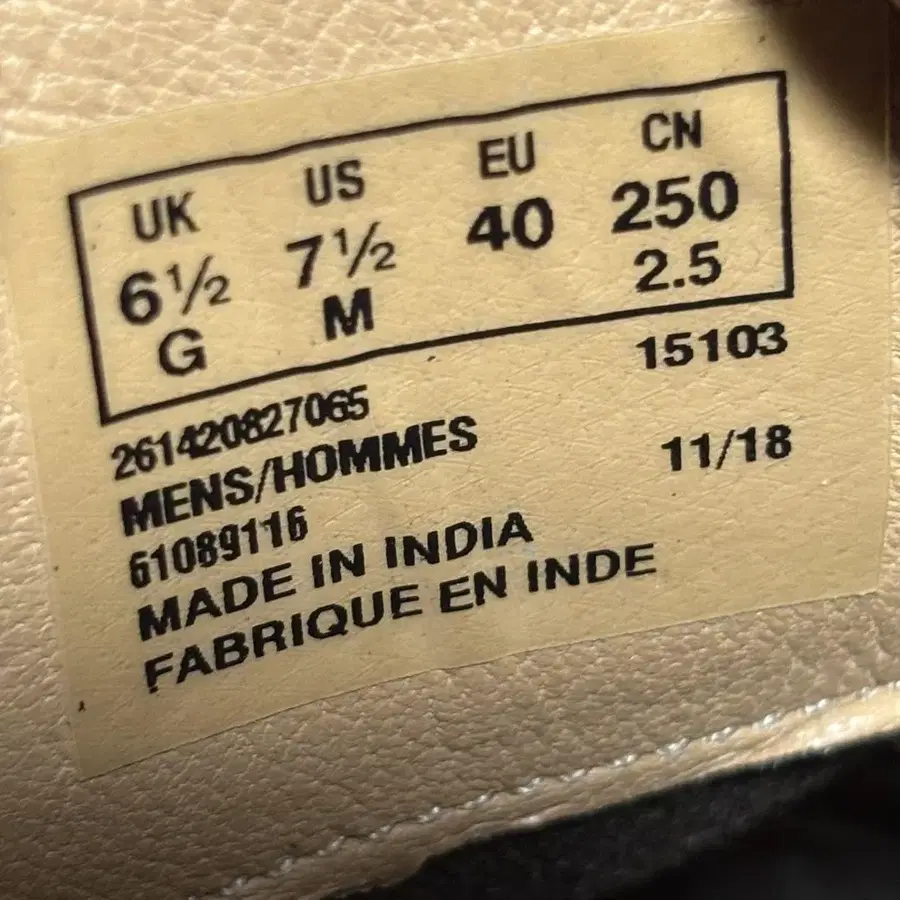 UK US EU CN
6½ 7½ 40 250
G M 2.5
261420827065 15103
MENS/HOMMES 11/18
61089116
MADE IN INDIA
FABRIQUE EN INDE